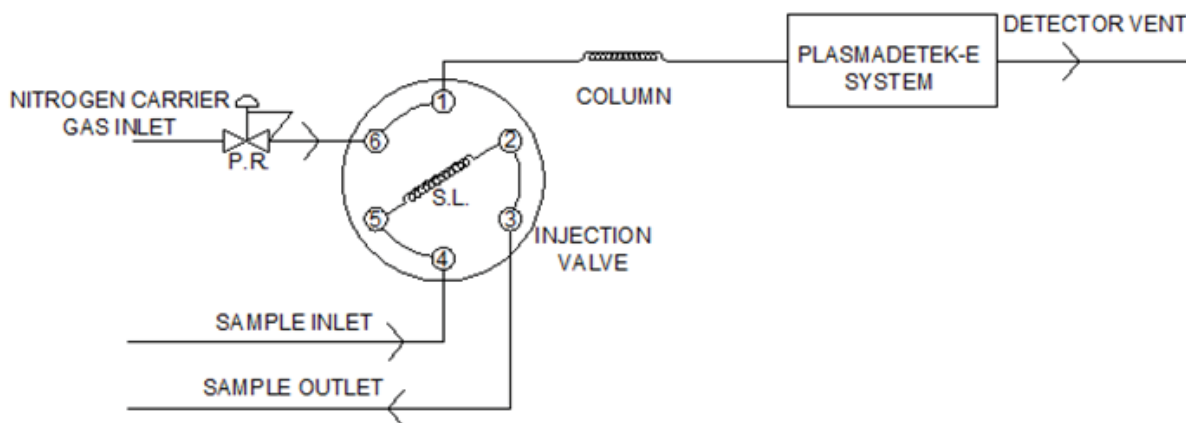 DETECTOR VENT
PLASMADETEK-E
SYSTEM
COLUMN
NITROGEN CARRIER
GAS INLET
P.R.
1
6
2
S.L.
5
3
4
INJECTION
VALVE
SAMPLE INLET
SAMPLE OUTLET